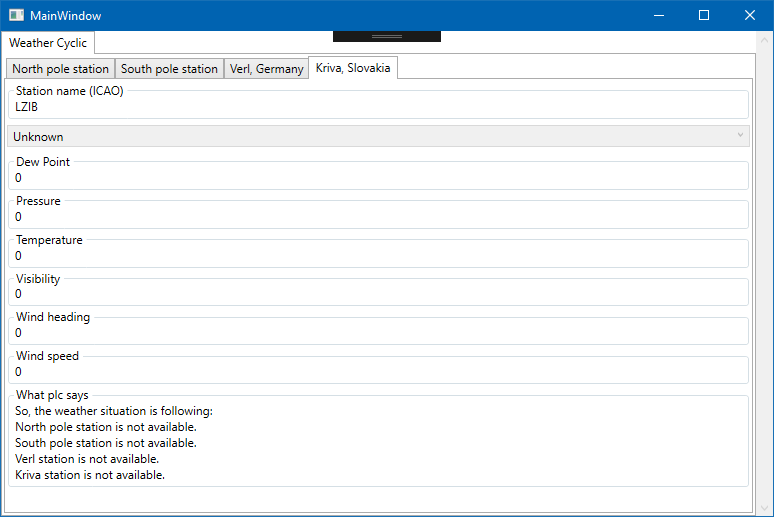 MainWindow
Weather Cyclic
North pole station South pole station Verl, Germany Kriva, Slovakia
Station name (ICAO)
LZIB
Unknown
Dew Point
0
Pressure
0
Temperature
0
Visibility
0
Wind heading
0
Wind speed
0
What plc says
So, the weather situation is following:
North pole station is not available.
South pole station is not available.
Verl station is not available.
Kriva station is not available.